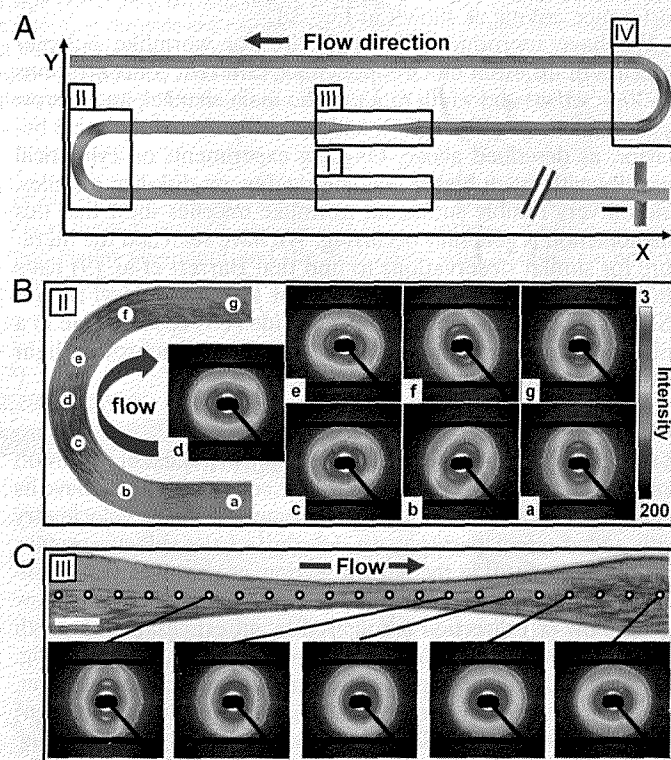 A
Flow direction
Y
II
III
IV
I
X
B
II
g
f
e
d
c
b
a
flow
d
e
f
g
c
b
a
3
Intensity
200
C
III
Flow